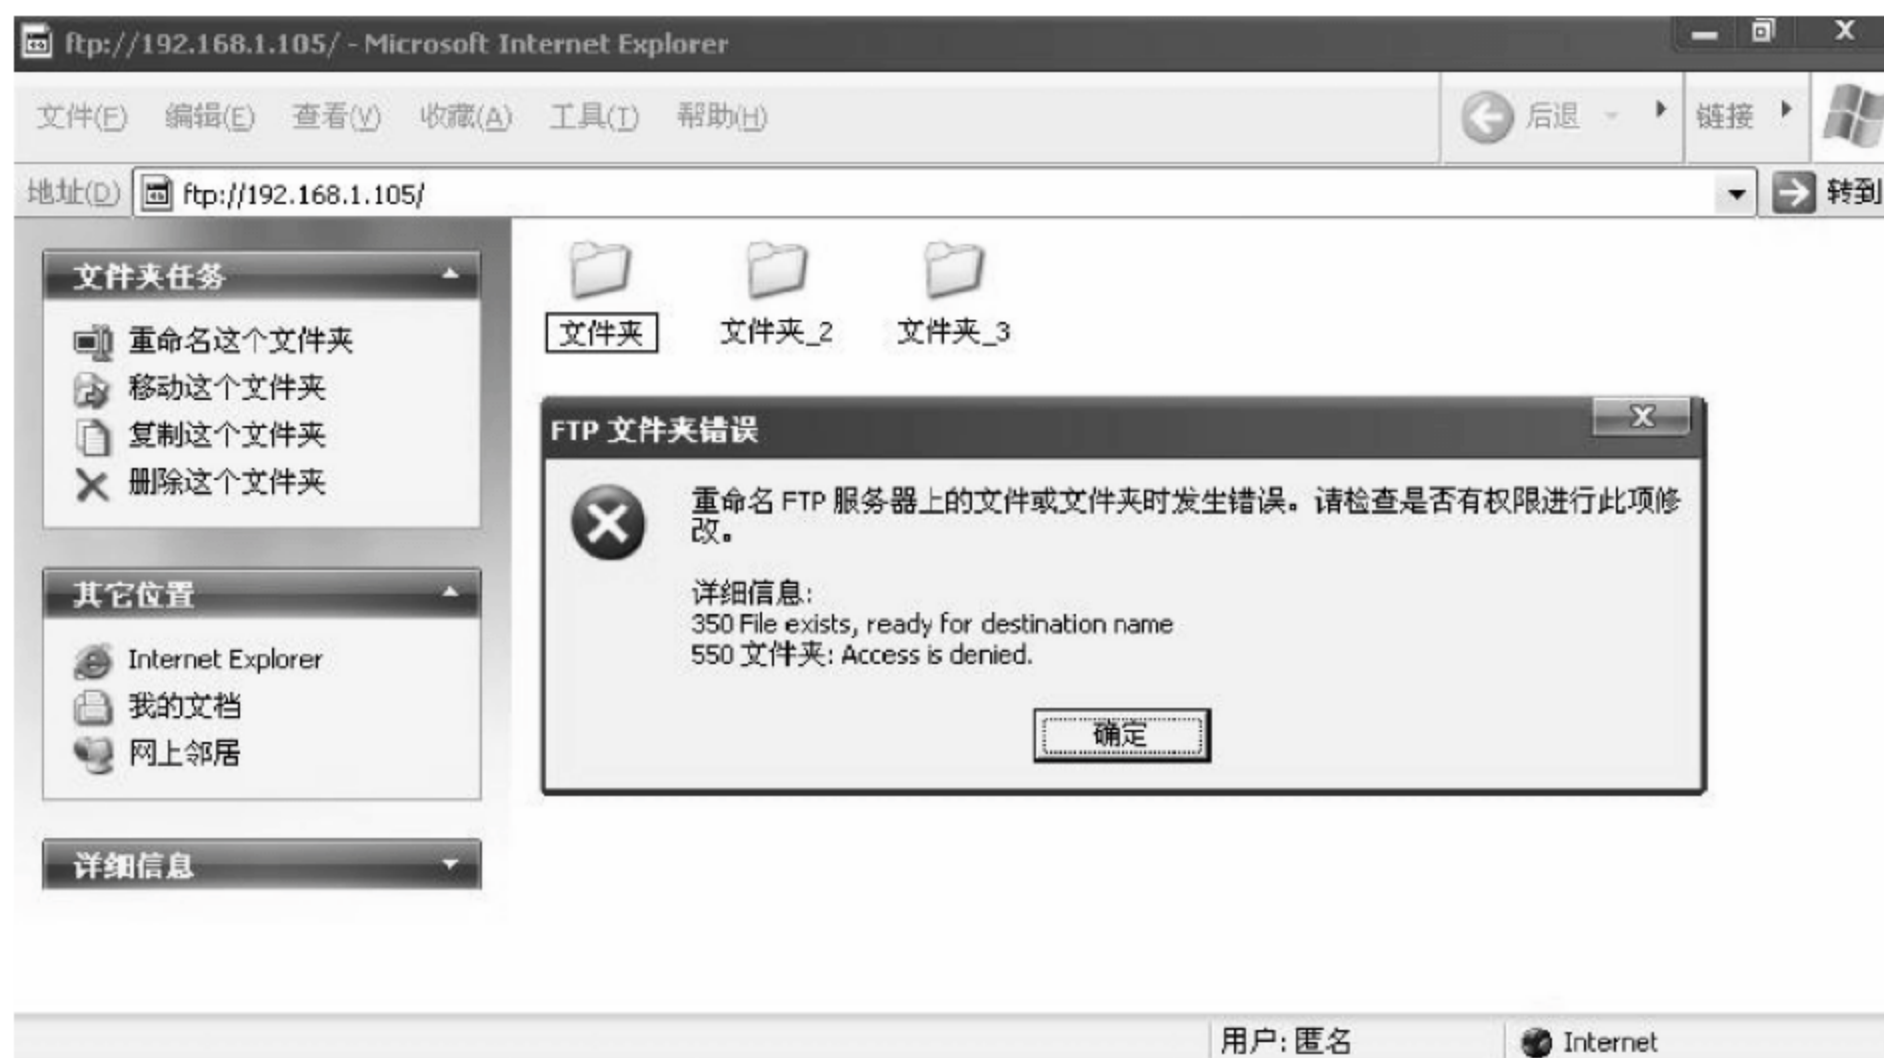 ftp://192.168.1.105/ - Microsoft Internet Explorer
文件(F) 编辑(E) 查看(V) 收藏(A) 工具(T) 帮助(H) 后退 链接
地址(D) ftp://192.168.1.105/ 转到
文件夹任务
重命名这个文件夹
移动这个文件夹
复制这个文件夹
删除这个文件夹
其它位置
Internet Explorer
我的文档
网上邻居
详细信息
文件夹 文件夹_2 文件夹_3
FTP 文件夹错误
重命名 FTP 服务器上的文件或文件夹时发生错误。请检查是否有权限进行此项修
改。
详细信息:
350 File exists, ready for destination name
550 文件夹: Access is denied.
确定
用户: 匿名 Internet